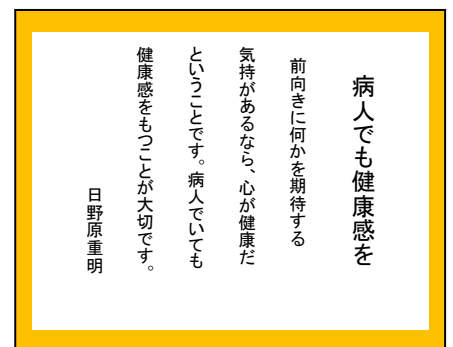 病人でも健康感を
前向きに何かを期待する
気持があるなら、心が健康だ
ということです。病人でいても
健康感をもつことが大切です。
日野原重明